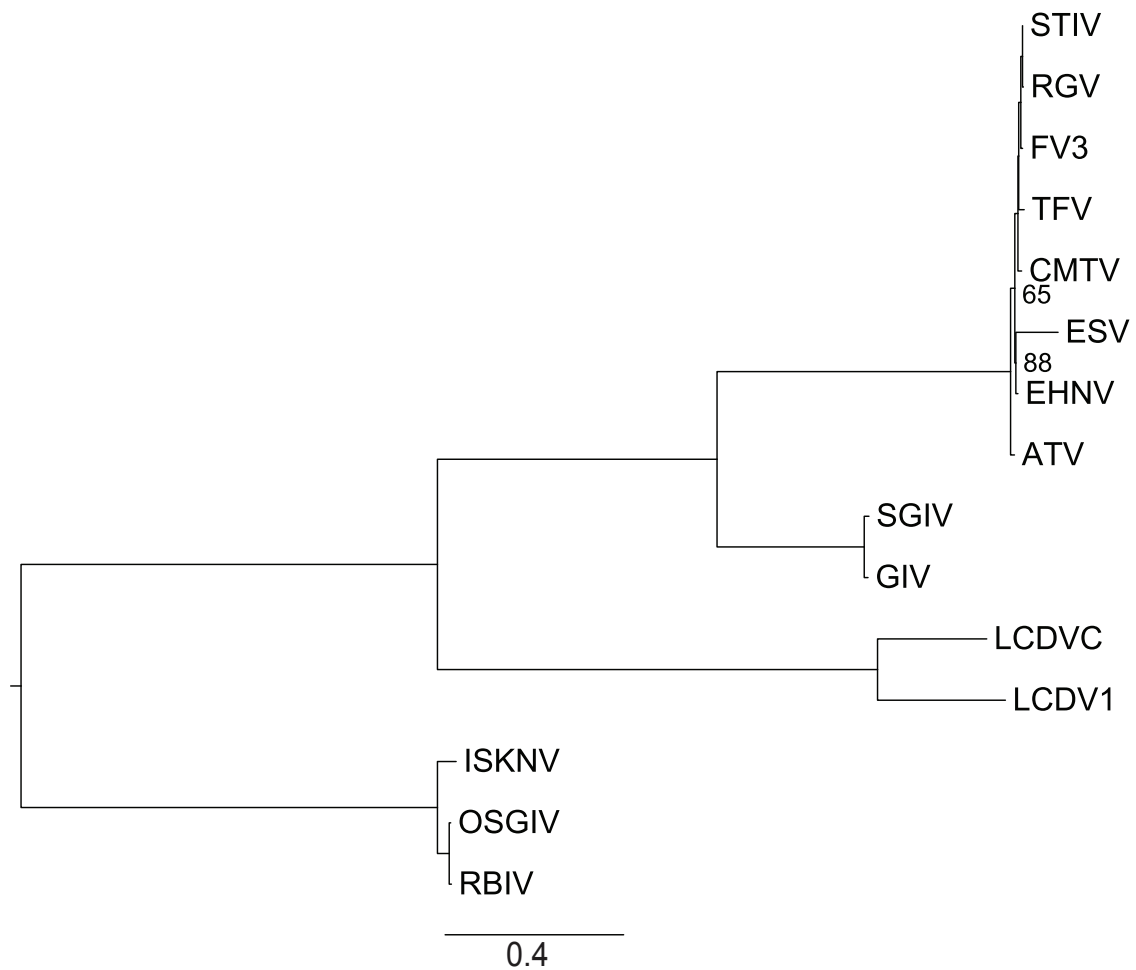 STIV
RGV
FV3
TFV
CMTV
65
ESV
88
EHNV
ATV
SGIV
GIV
LCDVC
LCDV1
ISKNV
OSGIV
RBIV
0.4